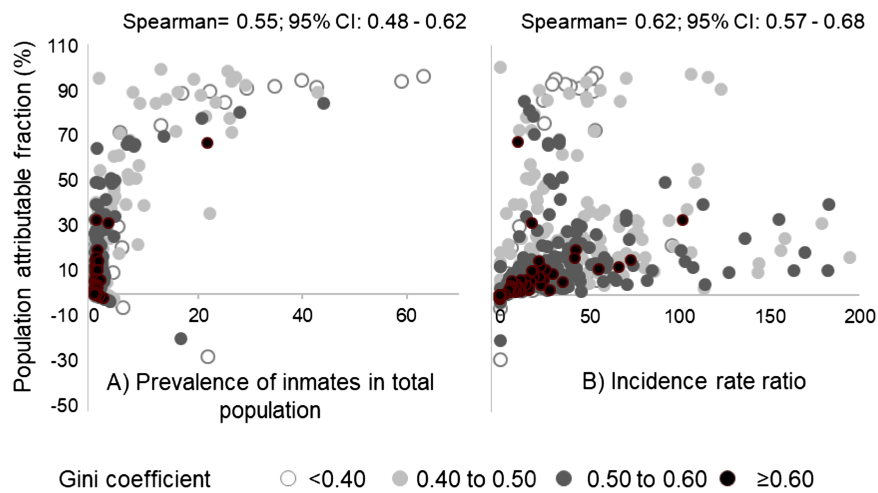 Spearman= 0.55; 95% CI: 0.48 - 0.62
Spearman= 0.62; 95% CI: 0.57 - 0.68
Population attributable fraction (%)
110
90
70
50
30
10
-10
-30
-50
0 20 40 60
0 50 100 150 200
A) Prevalence of inmates in total
population
B) Incidence rate ratio
Gini coefficient <0.40 0.40 to 0.50 0.50 to 0.60 ≥0.60